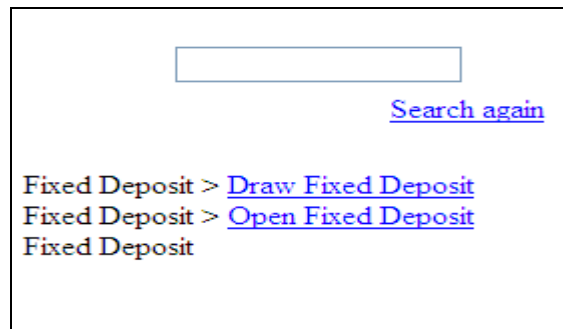 Search again
Fixed Deposit > Draw Fixed Deposit
Fixed Deposit > Open Fixed Deposit
Fixed Deposit